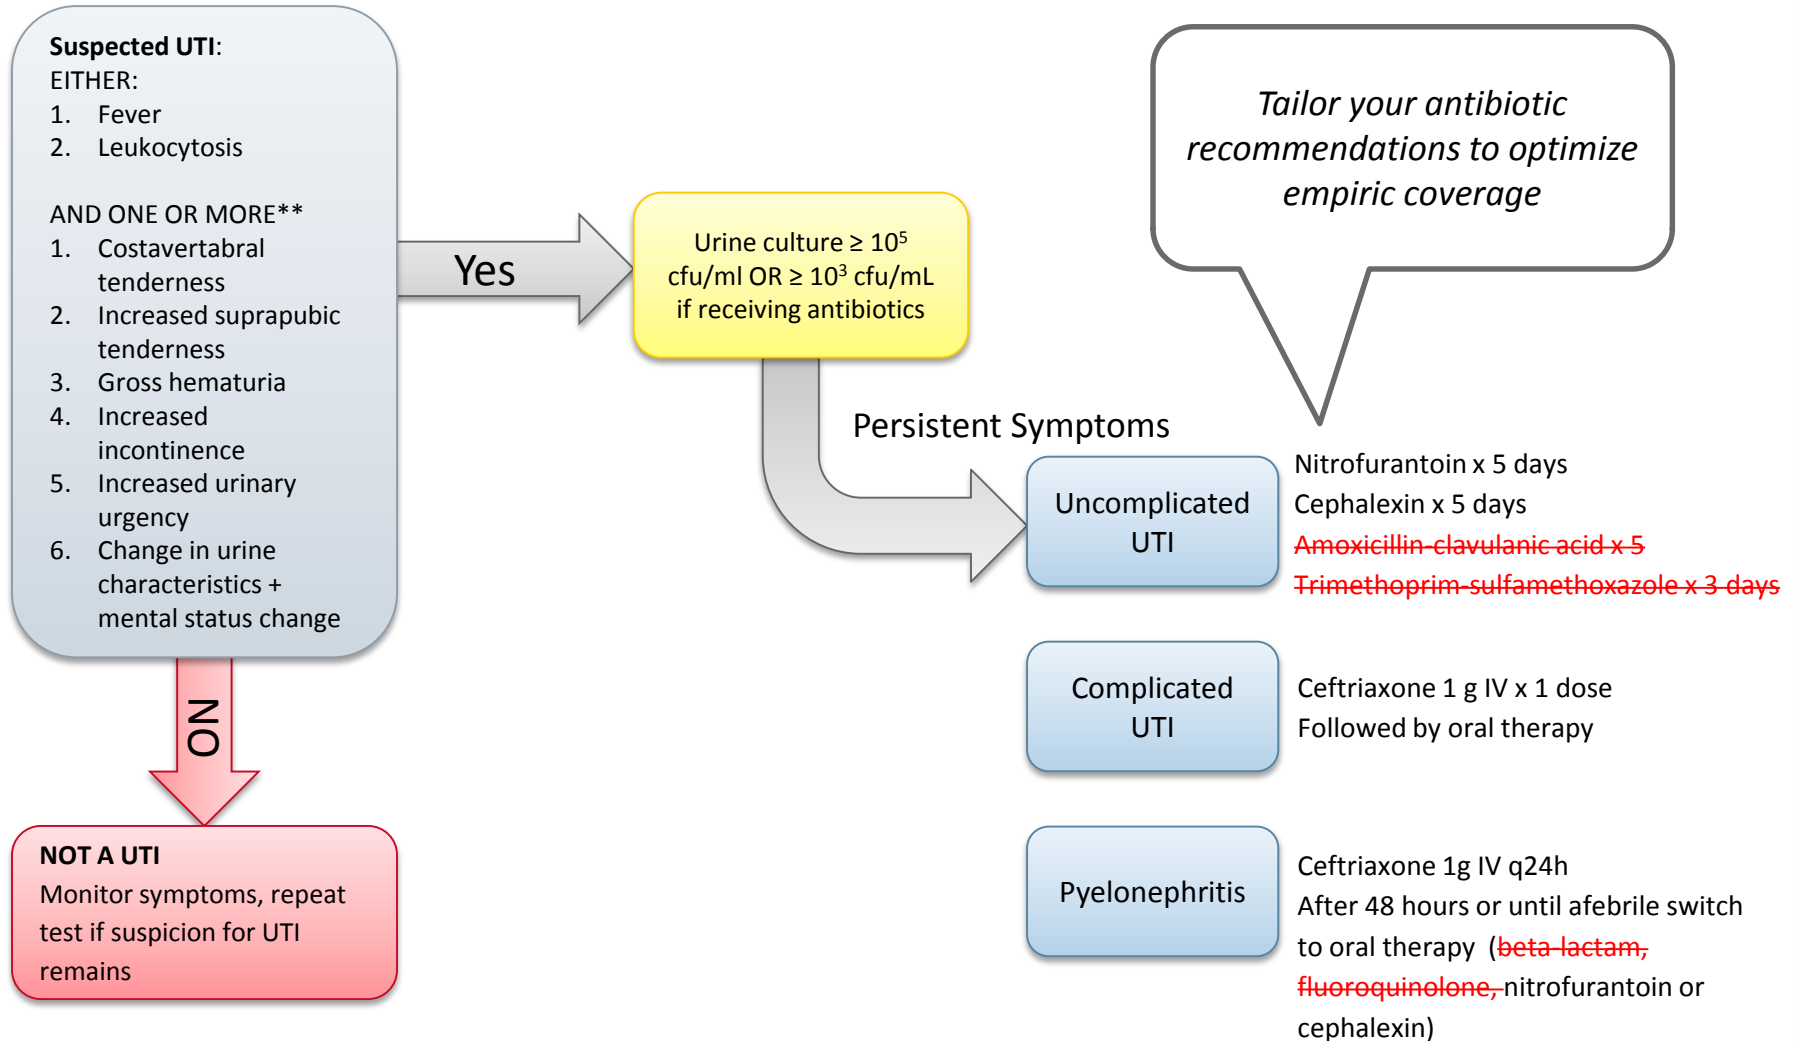 Suspected UTI:
EITHER:
1. Fever
2. Leukocytosis
AND ONE OR MORE**
1. Costavertabral
tenderness
2. Increased suprapubic
tenderness
3. Gross hematuria
4. Increased
incontinence
5. Increased urinary
urgency
6. Change in urine
characteristics +
mental status change
Yes
NO
NOT A UTI
Monitor symptoms, repeat
test if suspicion for UTI
remains
Urine culture ≥ 10⁵
cfu/ml OR ≥ 10³ cfu/mL
if receiving antibiotics
Persistent Symptoms
Tailor your antibiotic
recommendations to optimize
empiric coverage
Uncomplicated
UTI
Nitrofurantoin x 5 days
Cephalexin x 5 days
Amoxicillin-clavulanic acid x 5
Trimethoprim-sulfamethoxazole x 3 days
Complicated
UTI
Ceftriaxone 1 g IV x 1 dose
Followed by oral therapy
Pyelonephritis
Ceftriaxone 1g IV q24h
After 48 hours or until afebrile switch
to oral therapy (beta-lactam,
fluoroquinolone, nitrofurantoin or
cephalexin)